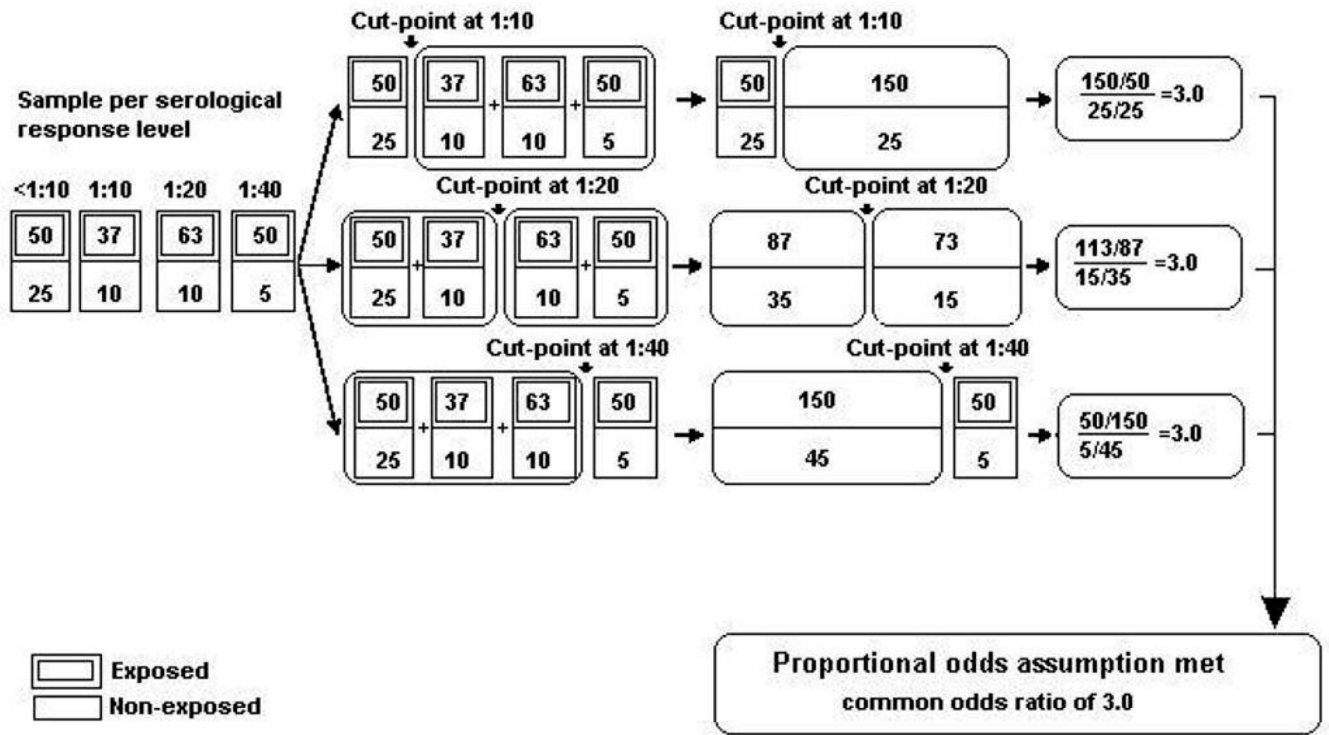 Cut-point at 1:10
Cut-point at 1:10
Sample per serological
response level
<1:10 1:10 1:20 1:40
50 37 63 50
25 10 10 5
50 37 + 63 + 50
25 10 10 5
50 150
25 25
150/50
25/25 =3.0
Cut-point at 1:20
Cut-point at 1:20
50 + 37 63 + 50
25 10 10 5
87 73
35 15
113/87
15/35 =3.0
Cut-point at 1:40
Cut-point at 1:40
50 + 37 + 63 50
25 10 10 5
150 50
45 5
50/150
5/45 =3.0
Exposed
Non-exposed
Proportional odds assumption met
common odds ratio of 3.0